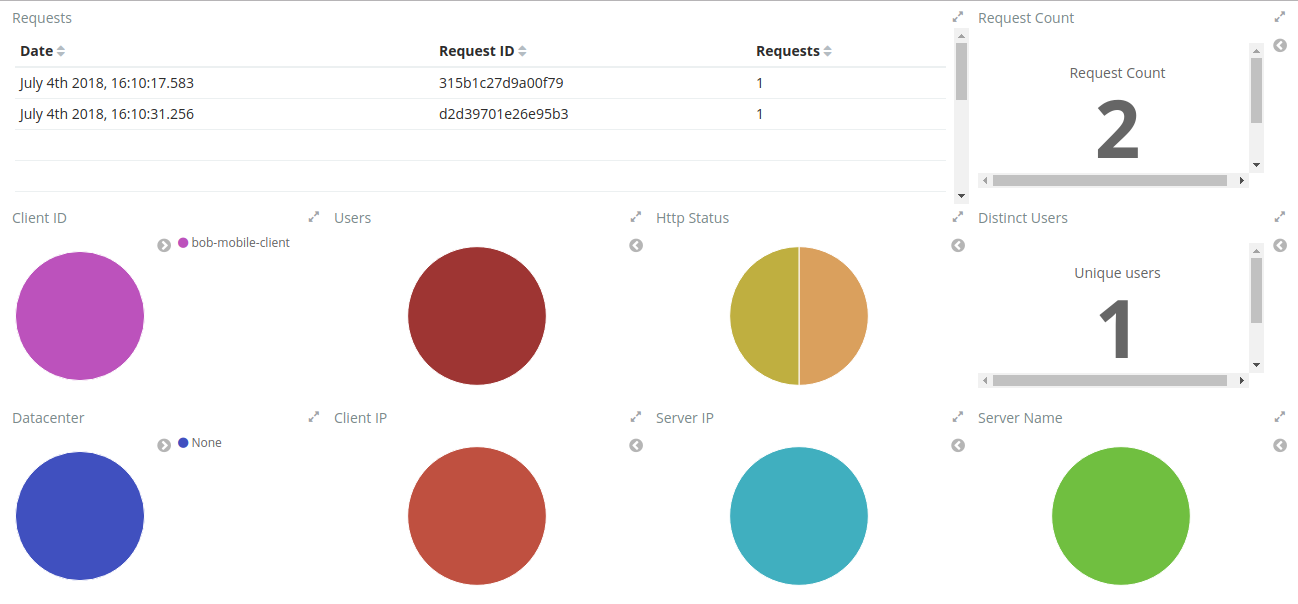 Requests
Date Request ID Requests
July 4th 2018, 16:10:17.583 315b1c27d9a00f79 1
July 4th 2018, 16:10:31.256 d2d39701e26e95b3 1
Request Count
Request Count
2
Client ID
bob-mobile-client
Users
Http Status
Distinct Users
Unique users
1
Datacenter
None
Client IP
Server IP
Server Name